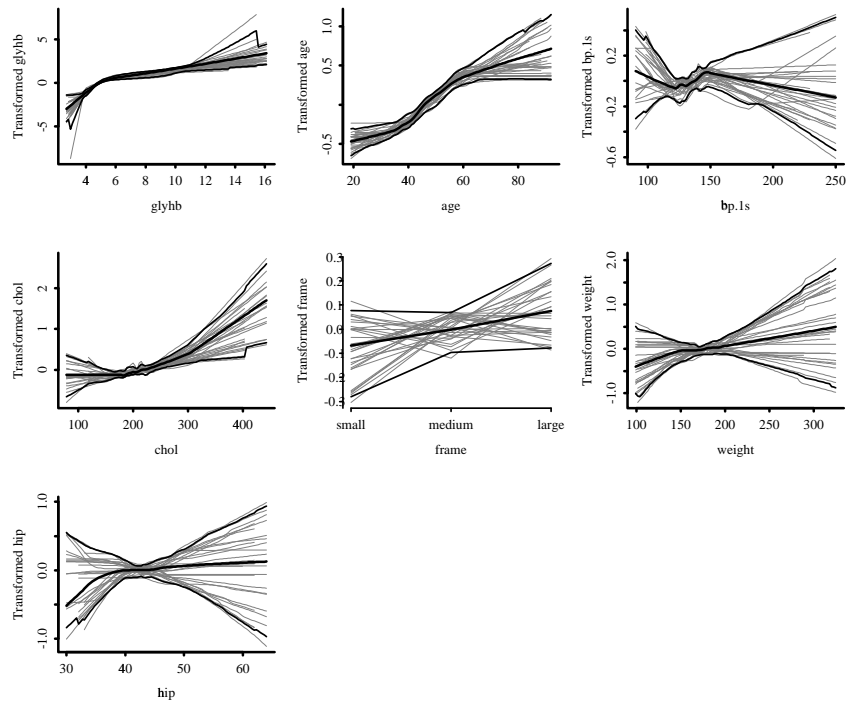 Transformed glyhb
5
0
-5
4 6 8 10 12 14 16
glyhb
Transformed age
1.0
0.5
-0.5
20 40 60 80
age
Transformed bp.1s
0.2
-0.2
-0.6
100 150 200 250
bp.1s
Transformed chol
2
1
0
100 200 300 400
chol
Transformed frame
0.3
0.2
0.1
0.0
-0.1
-0.2
-0.3
small medium large
frame
Transformed weight
2.0
1.0
0.0
-1.0
100 150 200 250 300
weight
Transformed hip
1.0
0.0
-1.0
30 40 50 60
hip